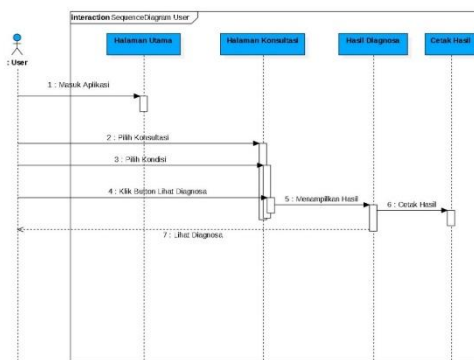 Interaction SequenceDiagram User
: User
Halaman Utama
Halaman Konsultasi
Hasil Diagnosa
Cetak Hasil
1 : Masuk Aplikasi
2 : Pilih Konsultasi
3 : Pilih Kondisi
4 : Klik Button Lihat Diagnosa
5 : Menampilkan Hasil
6 : Cetak Hasil
7 : Lihat Diagnosa